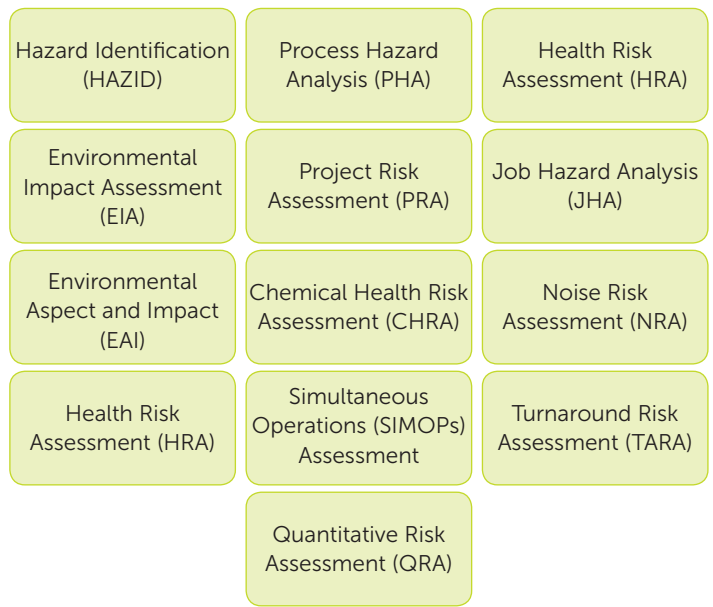 Hazard Identification
(HAZID)
Process Hazard
Analysis (PHA)
Health Risk
Assessment (HRA)
Environmental
Impact Assessment
(EIA)
Project Risk
Assessment (PRA)
Job Hazard Analysis
(JHA)
Environmental
Aspect and Impact
(EAI)
Chemical Health Risk
Assessment (CHRA)
Noise Risk
Assessment (NRA)
Health Risk
Assessment (HRA)
Simultaneous
Operations (SIMOPs)
Assessment
Turnaround Risk
Assessment (TARA)
Quantitative Risk
Assessment (QRA)